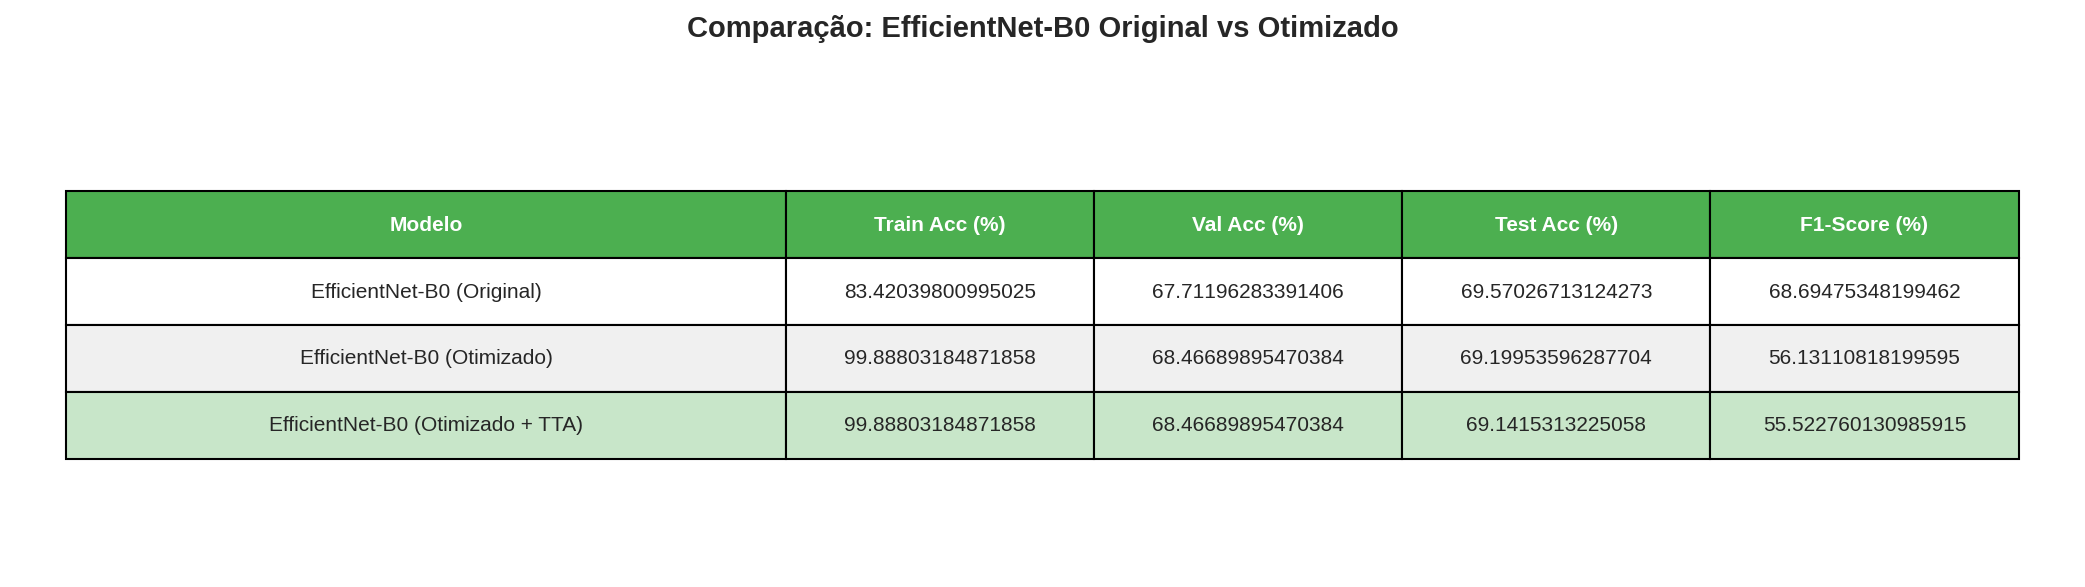 Comparação: EfficientNet-B0 Original vs Otimizado
Modelo Train Acc (%) Val Acc (%) Test Acc (%) F1-Score (%)
EfficientNet-B0 (Original) 83.42039800995025 67.71196283391406 69.57026713124273 68.69475348199462
EfficientNet-B0 (Otimizado) 99.88803184871858 68.46689895470384 69.19953596287704 56.13110818199595
EfficientNet-B0 (Otimizado + TTA) 99.88803184871858 68.46689895470384 69.1415313225058 55.522760130985915